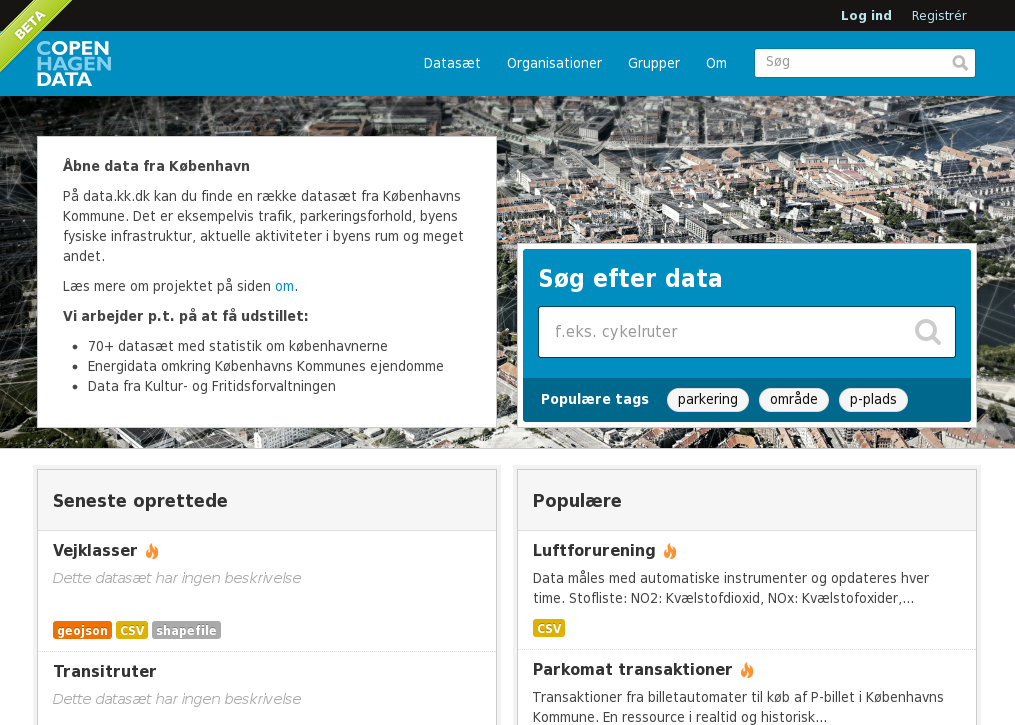 BETA
Log ind
Registrér
COPEN
HAGEN
DATA
Datasæt
Organisationer
Grupper
Om
Søg
Åbne data fra København
På data.kk.dk kan du finde en række datasæt fra Københavns
Kommune. Det er eksempelvis trafik, parkeringsforhold, byens
fysiske infrastruktur, aktuelle aktiviteter i byens rum og meget
andet.
Læs mere om projektet på siden om.
Vi arbejder p.t. på at få udstillet:
70+ datasæt med statistik om københavnerne
Energidata omkring Københavns Kommunes ejendomme
Data fra Kultur- og Fritidsforvaltningen
Søg efter data
f.eks. cykelruter
Populære tags
parkering
område
p-plads
Seneste oprettede
Vejklasser
Dette datasæt har ingen beskrivelse
geojson CSV shapefile
Transitruter
Dette datasæt har ingen beskrivelse
Populære
Luftforurening
Data måles med automatiske instrumenter og opdateres hver
time. Stofliste: NO2: Kvælstofdioxid, NOx: Kvælstofoxider,...
CSV
Parkomat transaktioner
Transaktioner fra billetautomater til køb af P-billet i Københavns
Kommune. En ressource i realtid og historisk...